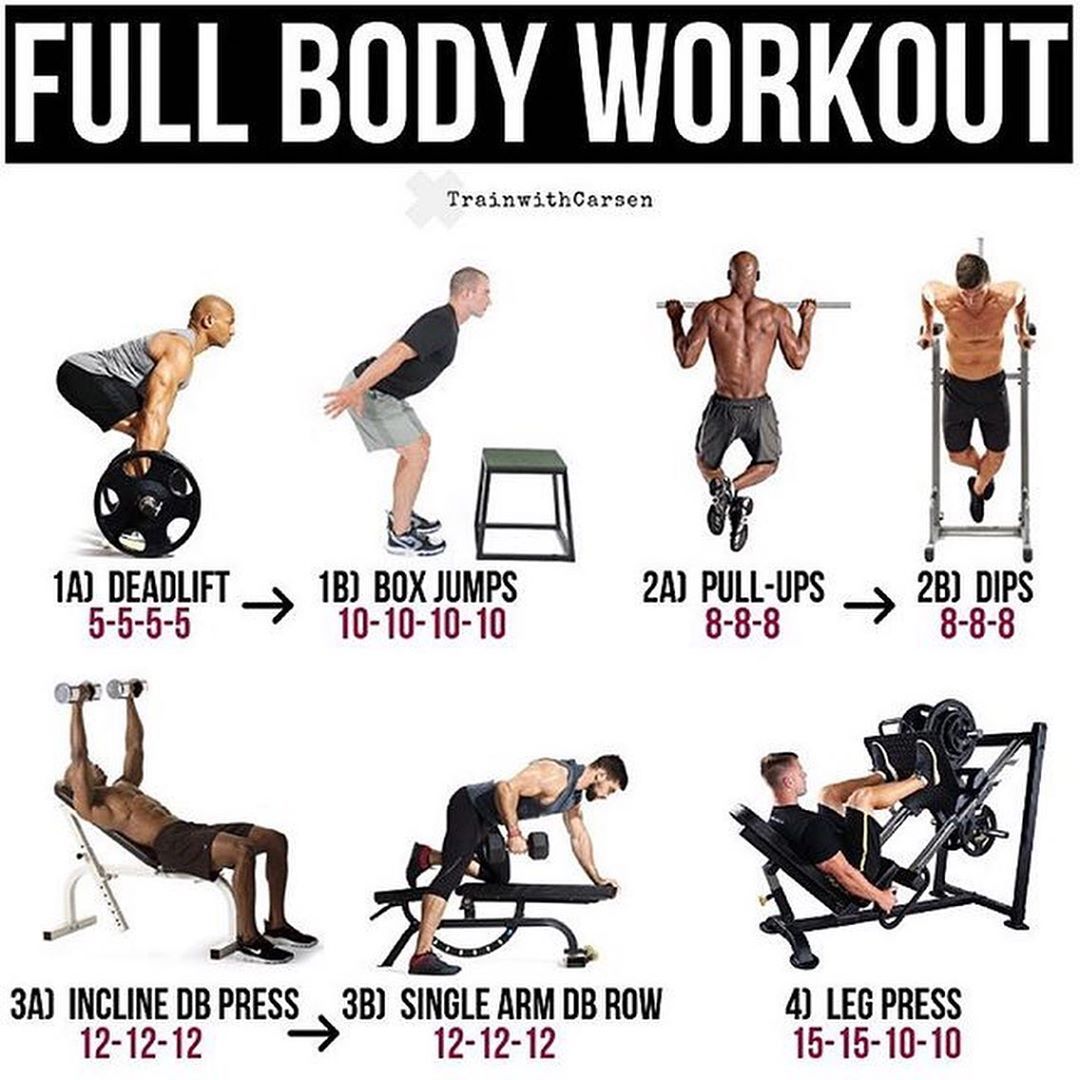 FULL BODY WORKOUT
TrainwithCarsen
1A) DEADLIFT
5-5-5-5
1B) BOX JUMPS
10-10-10-10
2A) PULL-UPS
8-8-8
2B) DIPS
8-8-8
3A) INCLINE DB PRESS
12-12-12
3B) SINGLE ARM DB ROW
12-12-12
4) LEG PRESS
15-15-10-10